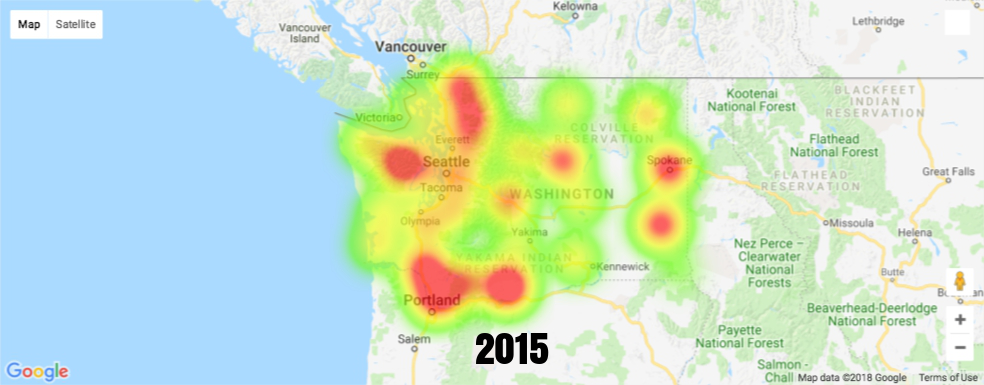 Map Satellite
Kelowna
Lethbridge
Vancouver
Island
Vancouver
Surrey
Kootenai
National Forest
BLACKFEET
INDIAN
RESERVATION
Victoria
Everett
COLVILLE
RESERVATION
Flathead
National Forest
Seattle
Spokane
FLATHEAD
RESERVATION
Great Falls
Tacoma
WASHINGTON
Olympia
Missoula
Yakima
Helena
YAKAMA INDIAN
RESERVATION
Kennewick
Nez Perce –
Clearwater
National
Forests
Butte
Portland
Beaverhead-Deerlodge
National Forest
Salem
2015
Payette
National Forest
Salmon -
Google
Map data ©2018 Google Terms of Use